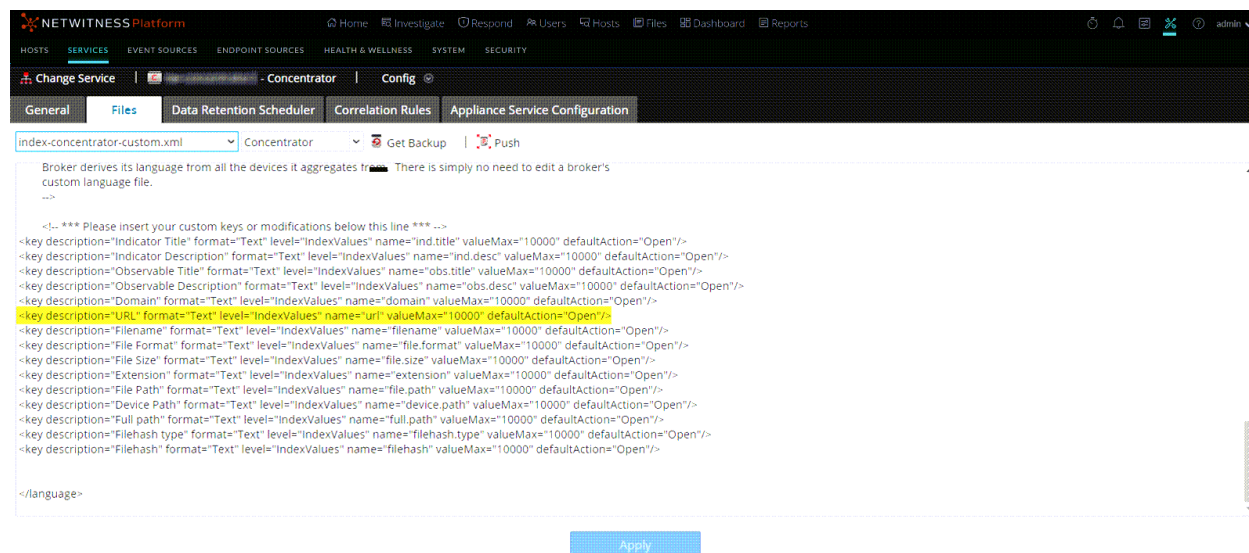 NETWITNESS Platform Home Investigate Respond Users Hosts Files Dashboard Reports admin
HOSTS SERVICES EVENT SOURCES ENDPOINT SOURCES HEALTH & WELLNESS SYSTEM SECURITY
Change Service | - Concentrator | Config
General Files Data Retention Scheduler Correlation Rules Appliance Service Configuration
index-concentrator-custom.xml Concentrator Get Backup | Push
Broker derives its language from all the devices it aggregates There is simply no need to edit a broker's
custom language file.
-->
<!-- *** Please insert your custom keys or modifications below this line *** -->
<key description="Indicator Title" format="Text" level="IndexValues" name="ind.title" valueMax="10000" defaultAction="Open"/>
<key description="Indicator Description" format="Text" level="IndexValues" name="ind.desc" valueMax="10000" defaultAction="Open"/>
<key description="Observable Title" format="Text" level="IndexValues" name="obs.title" valueMax="10000" defaultAction="Open"/>
<key description="Observable Description" format="Text" level="IndexValues" name="obs.desc" valueMax="10000" defaultAction="Open"/>
<key description="Domain" format="Text" level="IndexValues" name="domain" valueMax="10000" defaultAction="Open"/>
<key description="URL" format="Text" level="IndexValues" name="url" valueMax="10000" defaultAction="Open"/>
<key description="Filename" format="Text" level="IndexValues" name="filename" valueMax="10000" defaultAction="Open"/>
<key description="File Format" format="Text" level="IndexValues" name="file.format" valueMax="10000" defaultAction="Open"/>
<key description="File Size" format="Text" level="IndexValues" name="file.size" valueMax="10000" defaultAction="Open"/>
<key description="Extension" format="Text" level="IndexValues" name="extension" valueMax="10000" defaultAction="Open"/>
<key description="File Path" format="Text" level="IndexValues" name="file.path" valueMax="10000" defaultAction="Open"/>
<key description="Device Path" format="Text" level="IndexValues" name="device.path" valueMax="10000" defaultAction="Open"/>
<key description="Full path" format="Text" level="IndexValues" name="full.path" valueMax="10000" defaultAction="Open"/>
<key description="Filehash type" format="Text" level="IndexValues" name="filehash.type" valueMax="10000" defaultAction="Open"/>
<key description="Filehash" format="Text" level="IndexValues" name="filehash" valueMax="10000" defaultAction="Open"/>
</language>
Apply